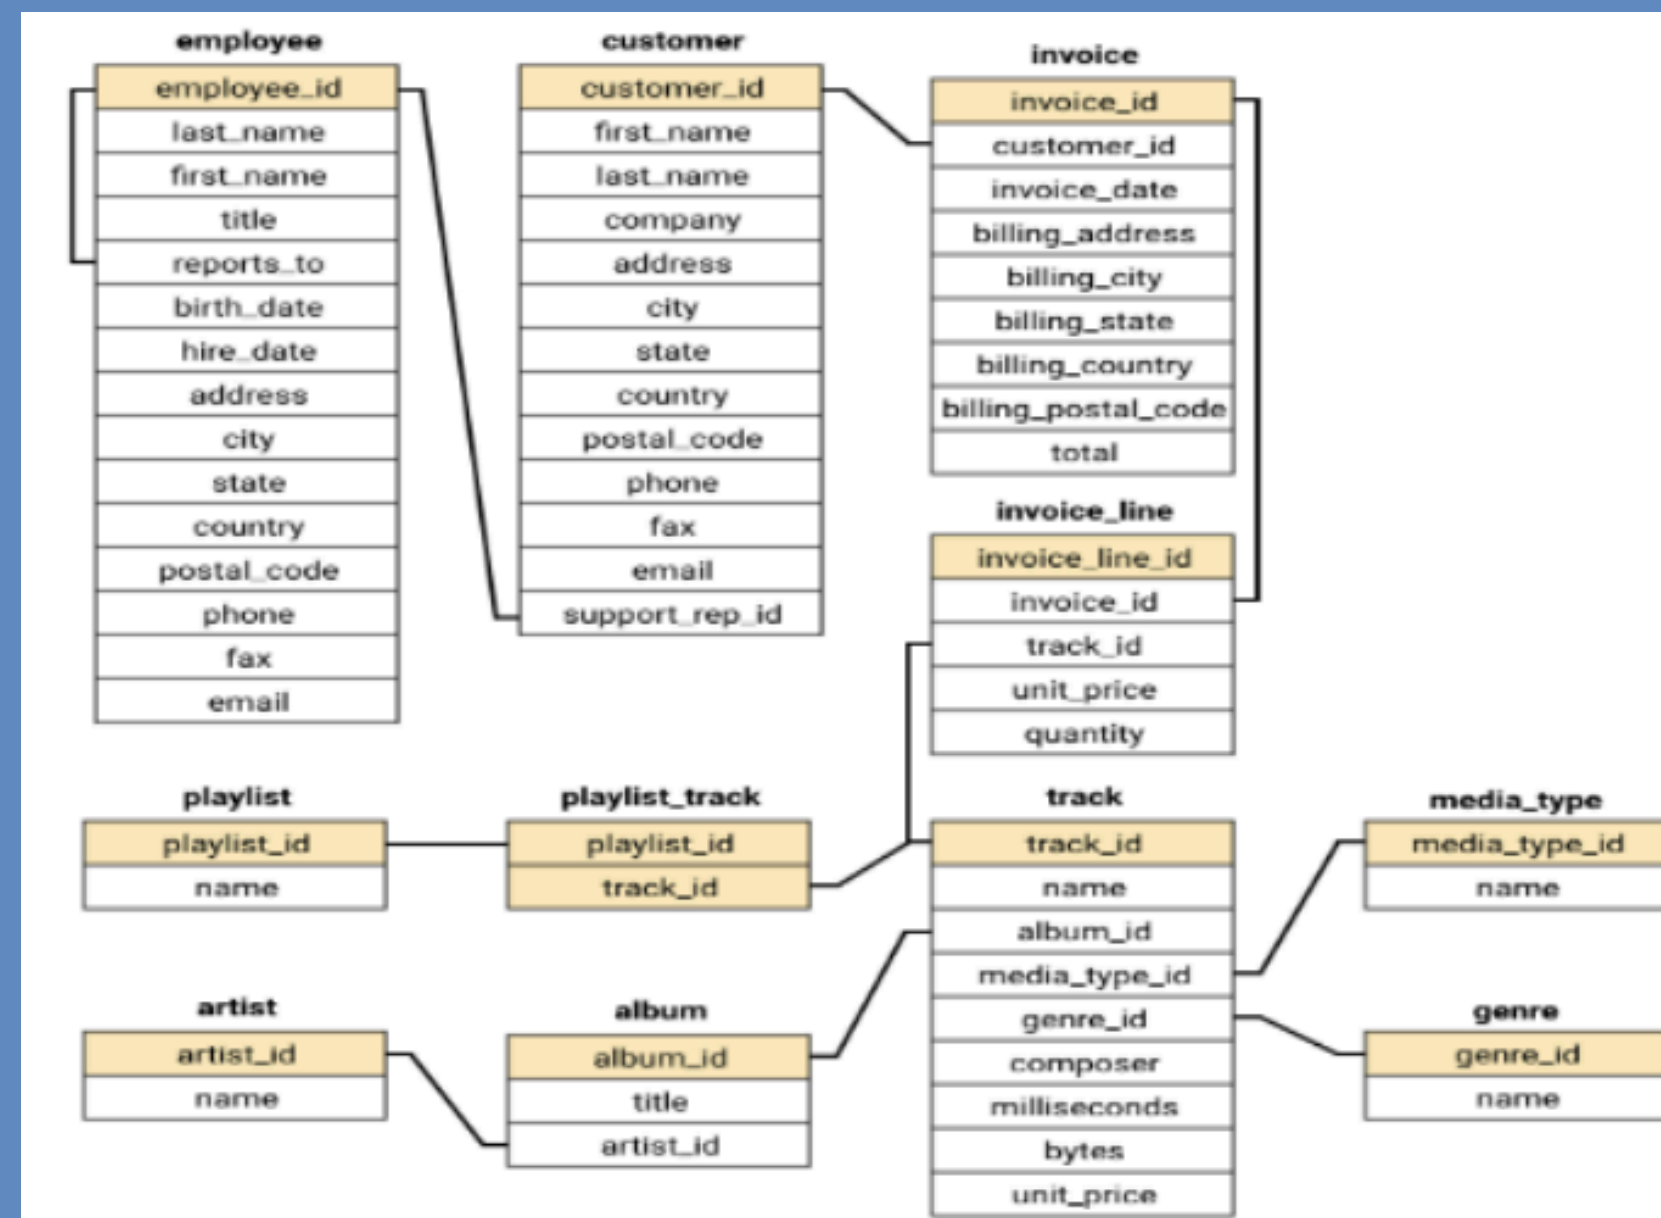 employee
employee_id
last_name
first_name
title
reports_to
birth_date
hire_date
address
city
state
country
postal_code
phone
fax
email
customer
customer_id
first_name
last_name
company
address
city
state
country
postal_code
phone
fax
email
support_rep_id
invoice
invoice_id
customer_id
invoice_date
billing_address
billing_city
billing_state
billing_country
billing_postal_code
total
invoice_line
invoice_line_id
invoice_id
track_id
unit_price
quantity
playlist
playlist_id
name
playlist_track
playlist_id
track_id
track
track_id
name
album_id
media_type_id
genre_id
composer
milliseconds
bytes
unit_price
media_type
media_type_id
name
artist
artist_id
name
album
album_id
title
artist_id
genre
genre_id
name